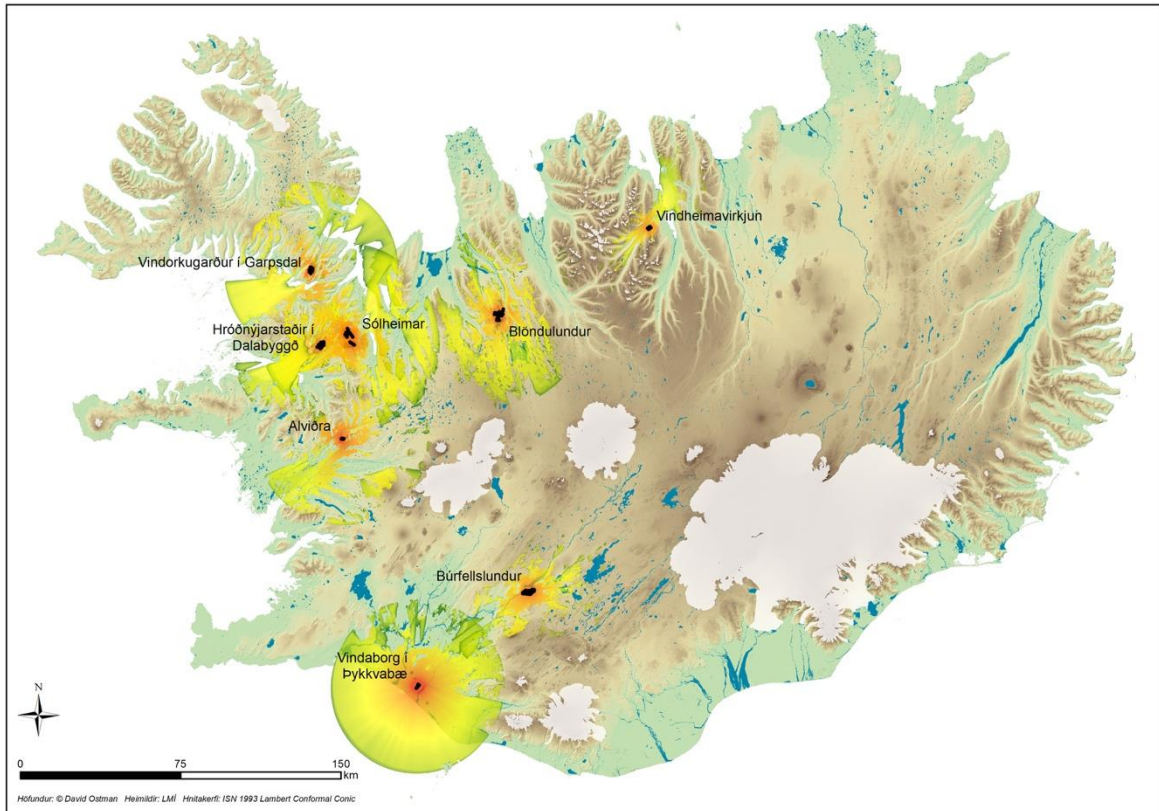 Vindheimavirkjun
Vindorkugarður í Garpsdal
Blöndulundur
Sólheimar
Hróðnýjarstaðir í
Dalabyggð
Alviðra
Búrfellslundur
Vindaborg í
Þykkvabæ
N
0 75 150
km
Höfundur: © David Ostman Heimildir: LMÍ Hnitakerfi: ISN 1993 Lambert Conformal Conic